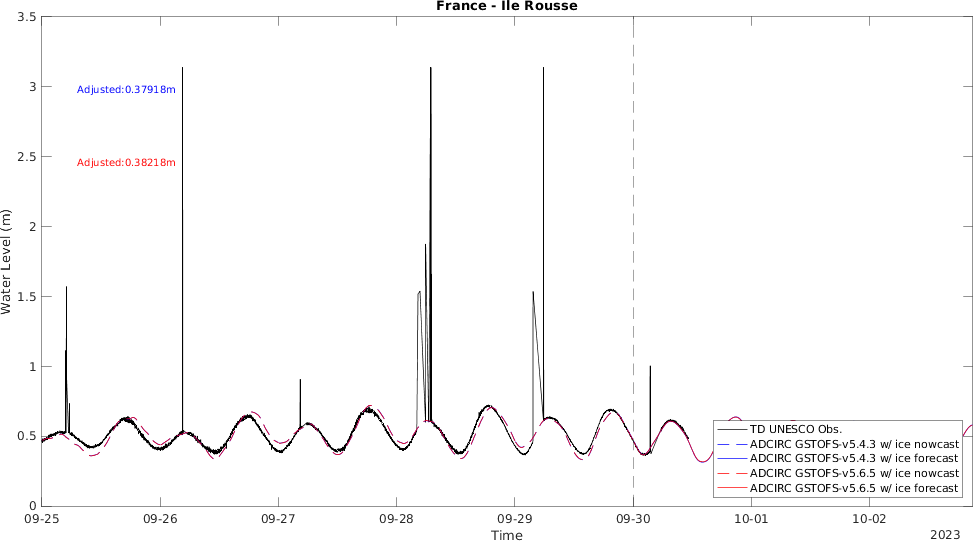 France - Ile Rousse
3.5
3
2.5
2
1.5
1
0.5
0
Water Level (m)
Adjusted:0.37918m
Adjusted:0.38218m
TD UNESCO Obs.
ADCIRC GSTOFS-v5.4.3 w/ ice nowcast
ADCIRC GSTOFS-v5.4.3 w/ ice forecast
ADCIRC GSTOFS-v5.6.5 w/ ice nowcast
ADCIRC GSTOFS-v5.6.5 w/ ice forecast
09-25 09-26 09-27 09-28 09-29 09-30 10-01 10-02
Time
2023